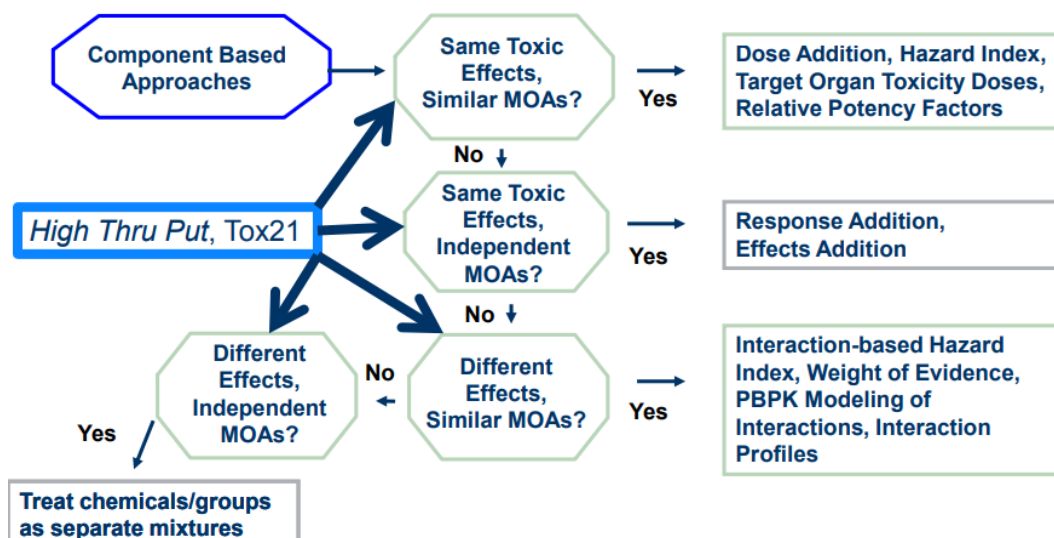 Component Based
Approaches
Same Toxic
Effects,
Similar MOAs?
Yes
Dose Addition, Hazard Index,
Target Organ Toxicity Doses,
Relative Potency Factors
No
High Thru Put, Tox21
Same Toxic
Effects,
Independent
MOAs?
Yes
Response Addition,
Effects Addition
No
Different
Effects,
Similar MOAs?
Yes
Interaction-based Hazard
Index, Weight of Evidence,
PBPK Modeling of
Interactions, Interaction
Profiles
No
Different
Effects,
Independent
MOAs?
Yes
Treat chemicals/groups
as separate mixtures